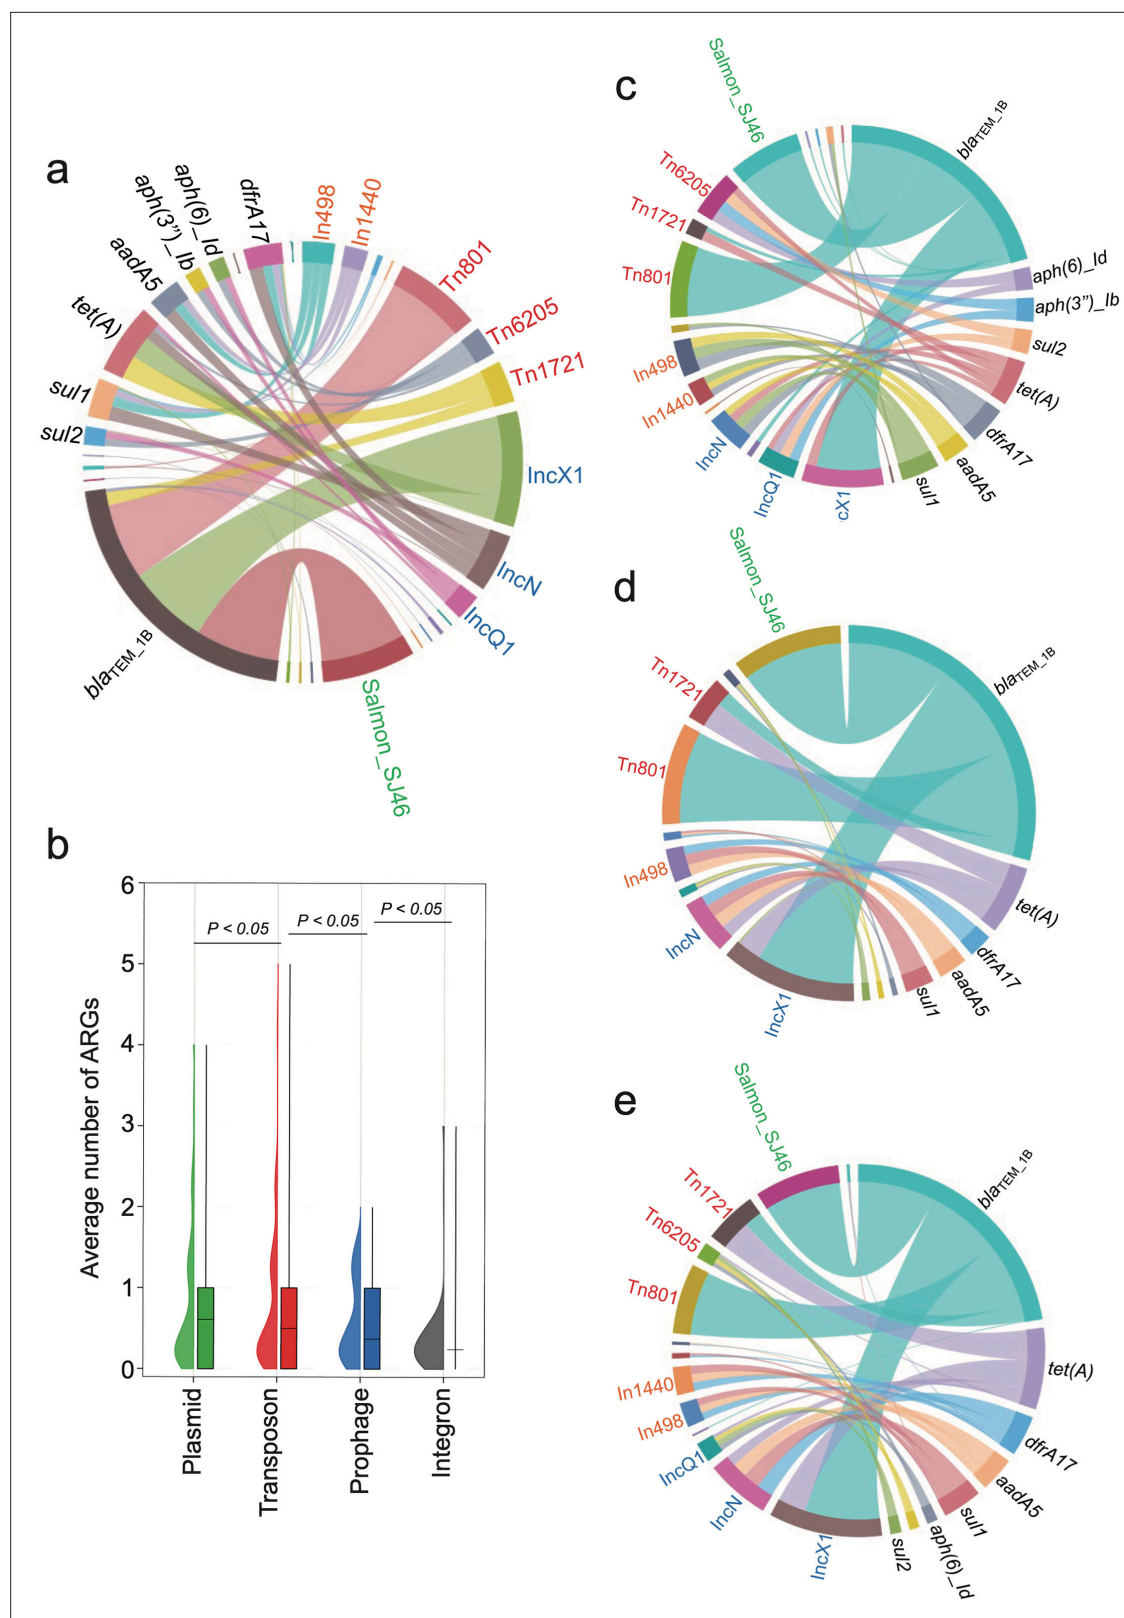 a
aph(6)_Id
aph(3”)_Ib
aadA5
tet(A)
sul1
sul2
dfrA17
In498
In1440
Tn801
Tn6205
Tn1721
IncX1
IncN
IncQ1
Salmon_SJ46
blaTEM_1B
b
Average number of ARGs
6
5
4
3
2
1
0
P < 0.05
P < 0.05
P < 0.05
Plasmid
Transposon
Prophage
Integron
c
Salmon_SJ46
blaTEM_1B
Tn6205
Tn1721
Tn801
In498
In1440
IncN
IncQ1
cX1
sul1
aadA5
dfrA17
tet(A)
sul2
aph(3”)_Ib
aph(6)_Id
d
Salmon_SJ46
blaTEM_1B
Tn1721
Tn801
In498
IncN
IncX1
sul1
aadA5
dfrA17
tet(A)
e
Salmon_SJ46
blaTEM_1B
Tn1721
Tn6205
Tn801
In1440
In498
IncQ1
IncN
IncX1
sul2
aph(6)_Id
sul1
aadA5
dfrA17
tet(A)